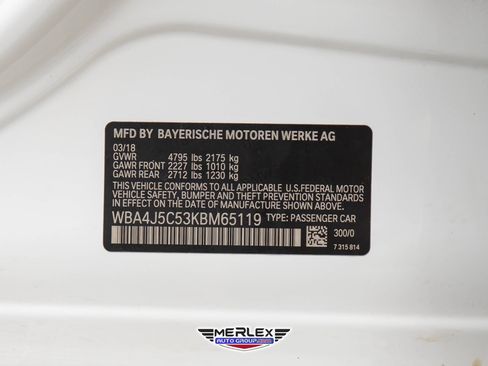 MFD BY BAYERISCHE MOTOREN WERKE AG
03/18
GVWR 4795 lbs 2175 kg
GAWR FRONT 2227 lbs 1010 kg
GAWR REAR 2712 lbs 1230 kg
THIS VEHICLE CONFORMS TO ALL APPLICABLE U.S.FEDERAL MOTOR
VEHICLE SAFETY, BUMPER AND THEFT PREVENTION STANDARDS
IN EFFECT ON THE DATE OF MANUFACTURE SHOWN ABOVE.
WBA4J5C53KBM65119 TYPE: PASSENGER CAR
300/0
7 315 814
MERLEX
AUTO GROUP.COM